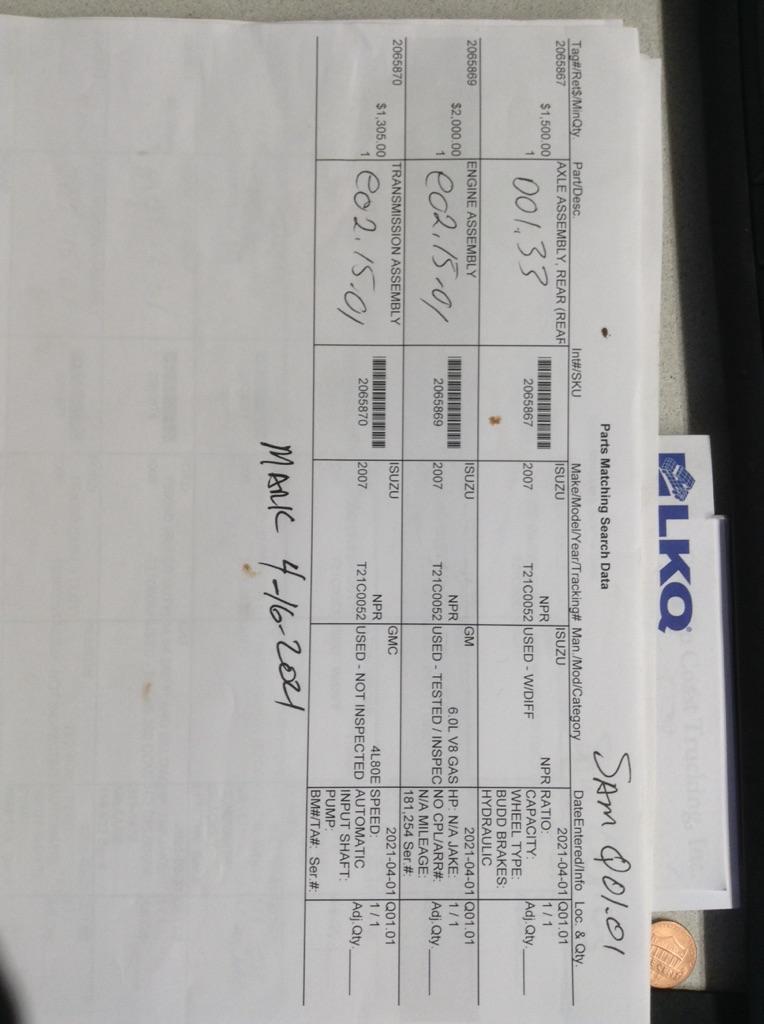 LKQ
SAM Q01.01
Parts Matching Search Data
Tag#/Ret$/MinQty Part/Desc. Int#/SKU Make/Model/Year/Tracking# Man./Mod/Category DateEntered/Info Loc. & Qty.
2065867 AXLE ASSEMBLY, REAR (REAR ISUZU ISUZU 2021-04-01 Q01.01
$1,500.00 1 001.33 2065867 2007 NPR T21C0052 USED - W/DIFF NPR RATIO: 1 / 1
CAPACITY: Adj.Qty.
WHEEL TYPE:
BUDD BRAKES:
HYDRAULIC
2065869 ENGINE ASSEMBLY ISUZU GM 2021-04-01 Q01.01
$2,000.00 1 e02.15-01 2065869 2007 NPR T21C0052 6.0L V8 GAS USED - TESTED / INSPEC HP: N/A JAKE: 1 / 1
NO CPL/ARR#: Adj.Qty.
N/A MILEAGE:
181,254 Ser.#:
2065870 TRANSMISSION ASSEMBLY ISUZU GMC 2021-04-01 Q01.01
$1,305.00 1 e02.15-01 2065870 2007 NPR T21C0052 4L80E USED - NOT INSPECTED SPEED: 1 / 1
AUTOMATIC Adj.Qty.
INPUT SHAFT:
PUMP:
BM#/TA#: Ser.#:
MARK 4-16-2021